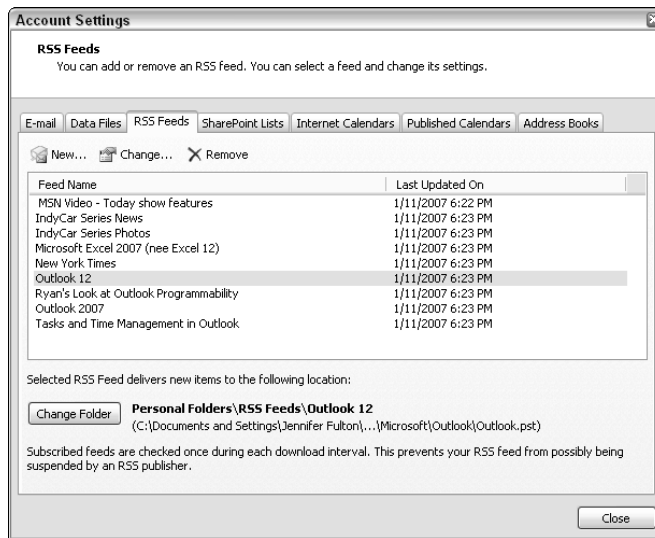 Account Settings
RSS Feeds
You can add or remove an RSS feed. You can select a feed and change its settings.
E-mail Data Files RSS Feeds SharePoint Lists Internet Calendars Published Calendars Address Books
New... Change... Remove
Feed Name Last Updated On
MSN Video - Today show features 1/11/2007 6:22 PM
IndyCar Series News 1/11/2007 6:23 PM
IndyCar Series Photos 1/11/2007 6:23 PM
Microsoft Excel 2007 (nee Excel 12) 1/11/2007 6:23 PM
New York Times 1/11/2007 6:23 PM
Outlook 12 1/11/2007 6:23 PM
Ryan's Look at Outlook Programmability 1/11/2007 6:23 PM
Outlook 2007 1/11/2007 6:23 PM
Tasks and Time Management in Outlook 1/11/2007 6:23 PM
Selected RSS Feed delivers new items to the following location:
Change Folder Personal Folders\RSS Feeds\Outlook 12
(C:\Documents and Settings\Jennifer Fulton\...\Microsoft\Outlook\Outlook.pst)
Subscribed feeds are checked once during each download interval. This prevents your RSS feed from possibly being
suspended by an RSS publisher.
Close